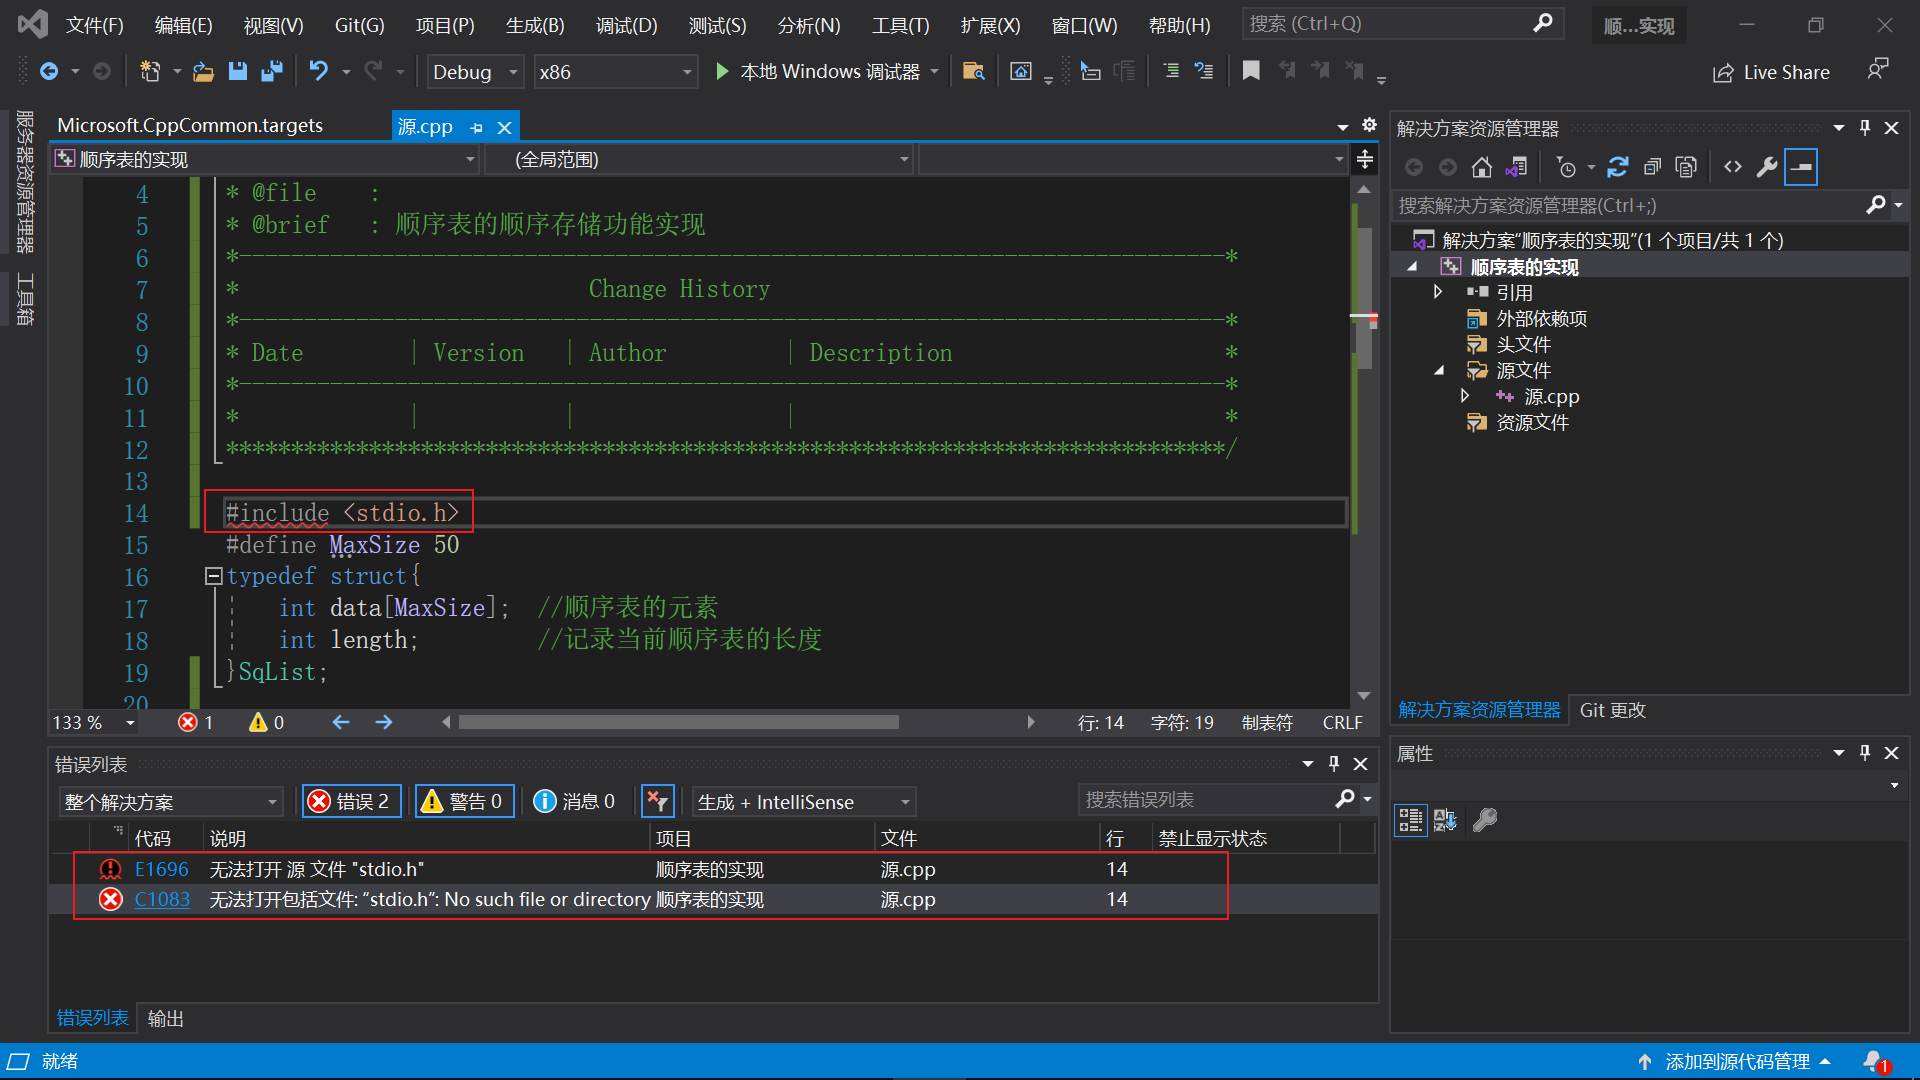 文件(F) 编辑(E) 视图(V) Git(G) 项目(P) 生成(B) 调试(D) 测试(S) 分析(N) 工具(T) 扩展(X) 窗口(W) 帮助(H) 搜索 (Ctrl+Q) 顺...实现
Debug x86 本地 Windows 调试器 Live Share
服务器资源管理器
工具箱
Microsoft.CppCommon.targets 源.cpp
顺序表的实现 (全局范围)
4 * @file :
5 * @brief : 顺序表的顺序存储功能实现
6 *----------------------------------------------------------------------------*
7 * Change History
8 *----------------------------------------------------------------------------*
9 * Date | Version | Author | Description *
10 *----------------------------------------------------------------------------*
11 * | | | *
12 *****************************************************************************/
13
14 #include <stdio.h>
15 #define MaxSize 50
16 typedef struct{
17 int data[MaxSize]; //顺序表的元素
18 int length; //记录当前顺序表的长度
19 }SqList;
20
133 % 1 0 行: 14 字符: 19 制表符 CRLF
错误列表
整个解决方案 错误 2 警告 0 消息 0 生成 + IntelliSense 搜索错误列表
代码 说明 项目 文件 行 禁止显示状态
E1696 无法打开 源 文件 "stdio.h" 顺序表的实现 源.cpp 14
C1083 无法打开包括文件: “stdio.h”: No such file or directory 顺序表的实现 源.cpp 14
错误列表 输出
解决方案资源管理器
搜索解决方案资源管理器(Ctrl+;)
解决方案“顺序表的实现”(1 个项目/共 1 个)
顺序表的实现
引用
外部依赖项
头文件
源文件
源.cpp
资源文件
解决方案资源管理器 Git 更改
属性
就绪 添加到源代码管理 1